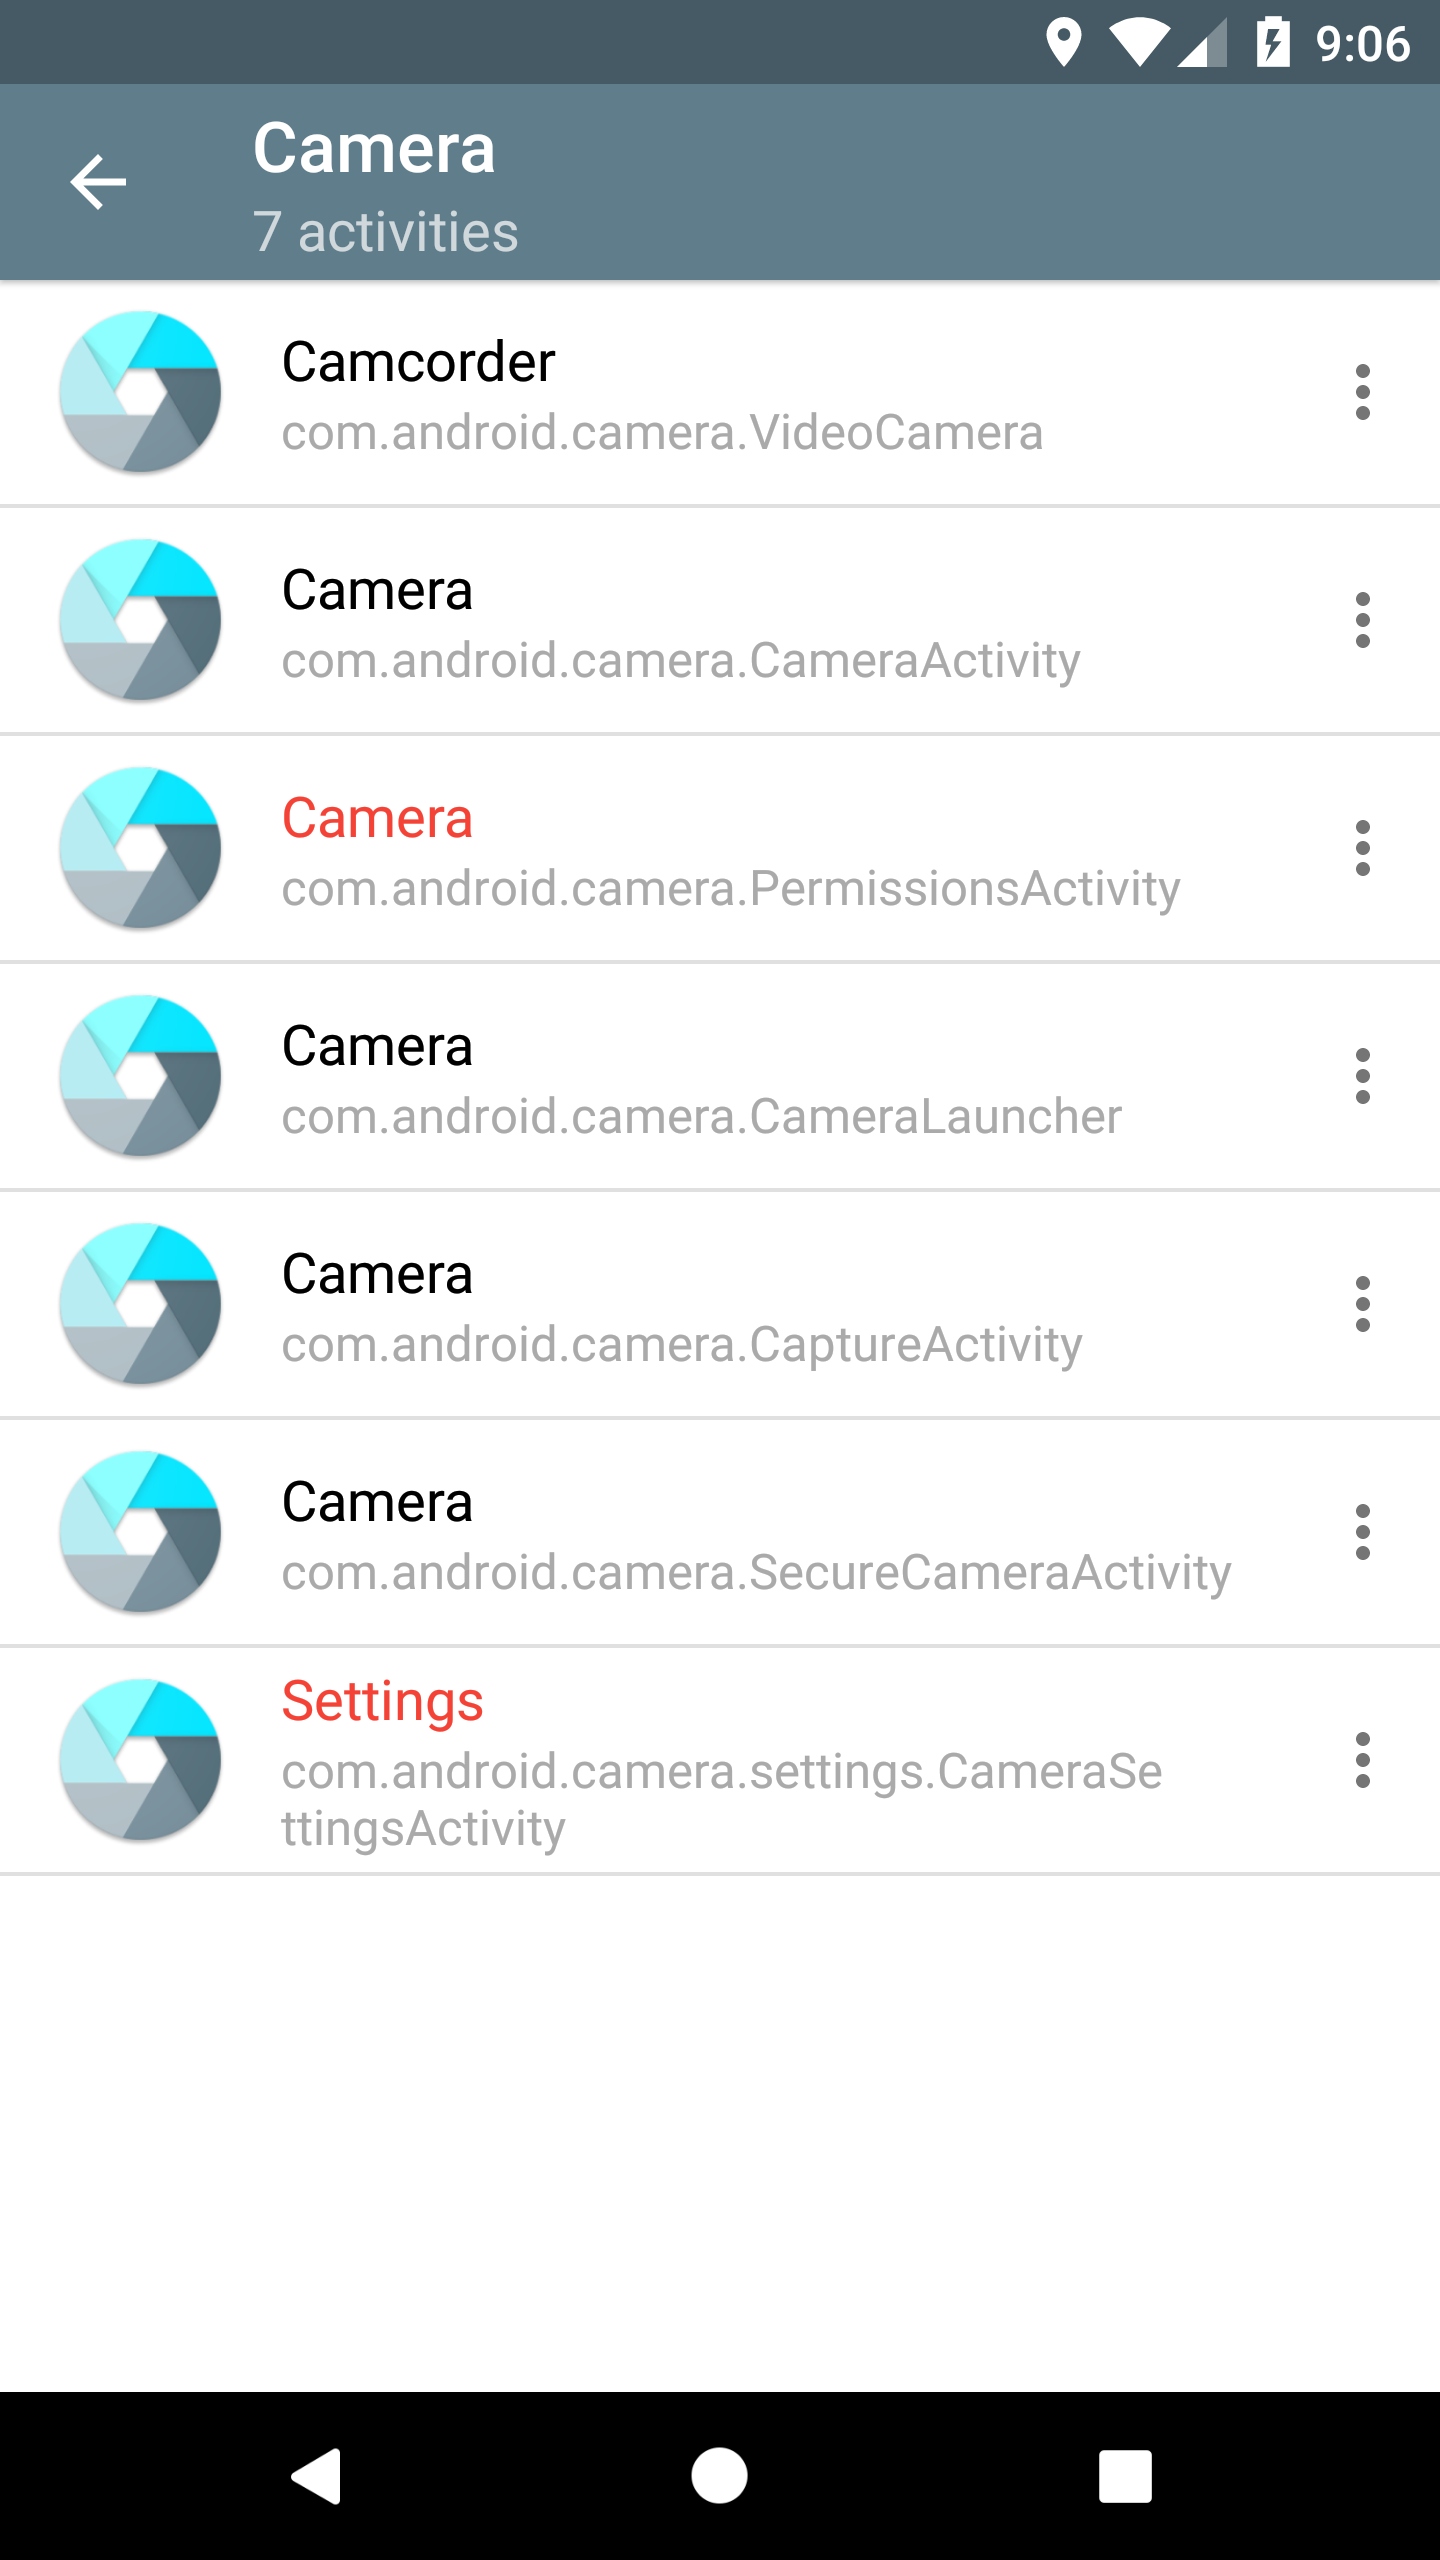 9:06
Camera
7 activities
Camcorder
com.android.camera.VideoCamera
Camera
com.android.camera.CameraActivity
Camera
com.android.camera.PermissionsActivity
Camera
com.android.camera.CameraLauncher
Camera
com.android.camera.CaptureActivity
Camera
com.android.camera.SecureCameraActivity
Settings
com.android.camera.settings.CameraSe
ttingsActivity